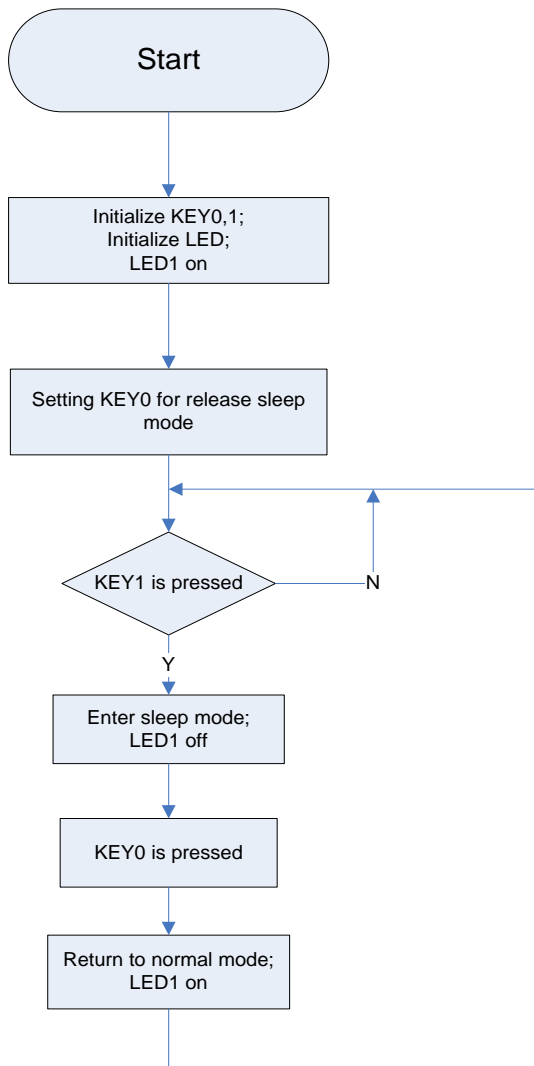 Start
Initialize KEY0,1;
Initialize LED;
LED1 on
Setting KEY0 for release sleep
mode
KEY1 is pressed
N
Y
Enter sleep mode;
LED1 off
KEY0 is pressed
Return to normal mode;
LED1 on